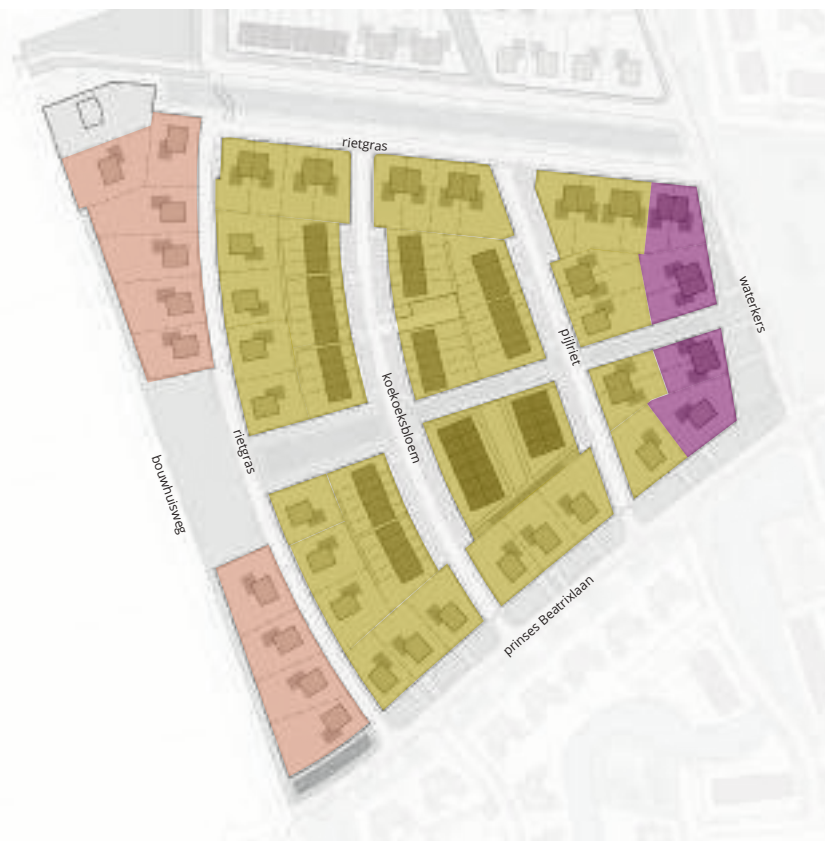 rietgras
waterkers
pijlriet
koekoeksbloem
rietgras
bouwhuisweg
prinses Beatrixlaan